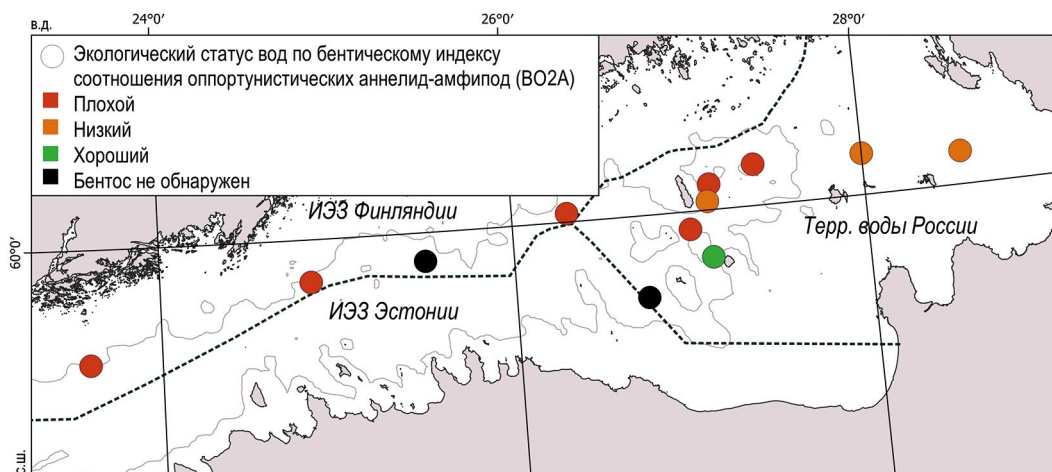 24°0′ 26°0′ 28°0′
в.д.
Экологический статус вод по бентическому индексу
соотношения оппортунистических аннелид-амфипод (BO2A)
Плохой
Низкий
Хороший
Бентос не обнаружен
ИЭЗ Финляндии
Терр. воды России
60°0′
ИЭЗ Эстонии
с.ш.